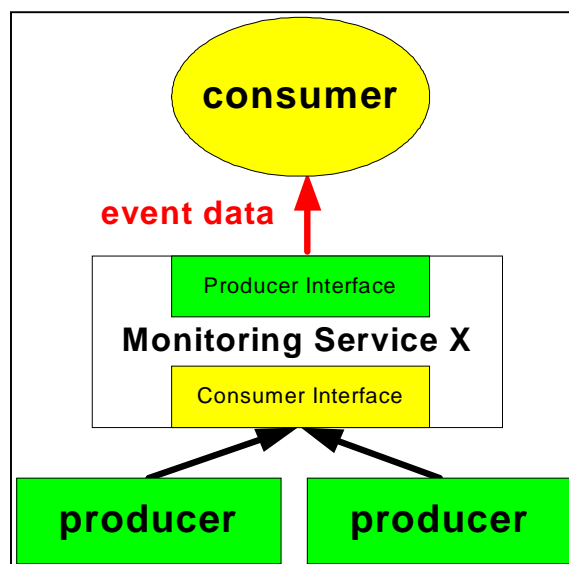 consumer
event data
Producer Interface
Monitoring Service X
Consumer Interface
producer
producer